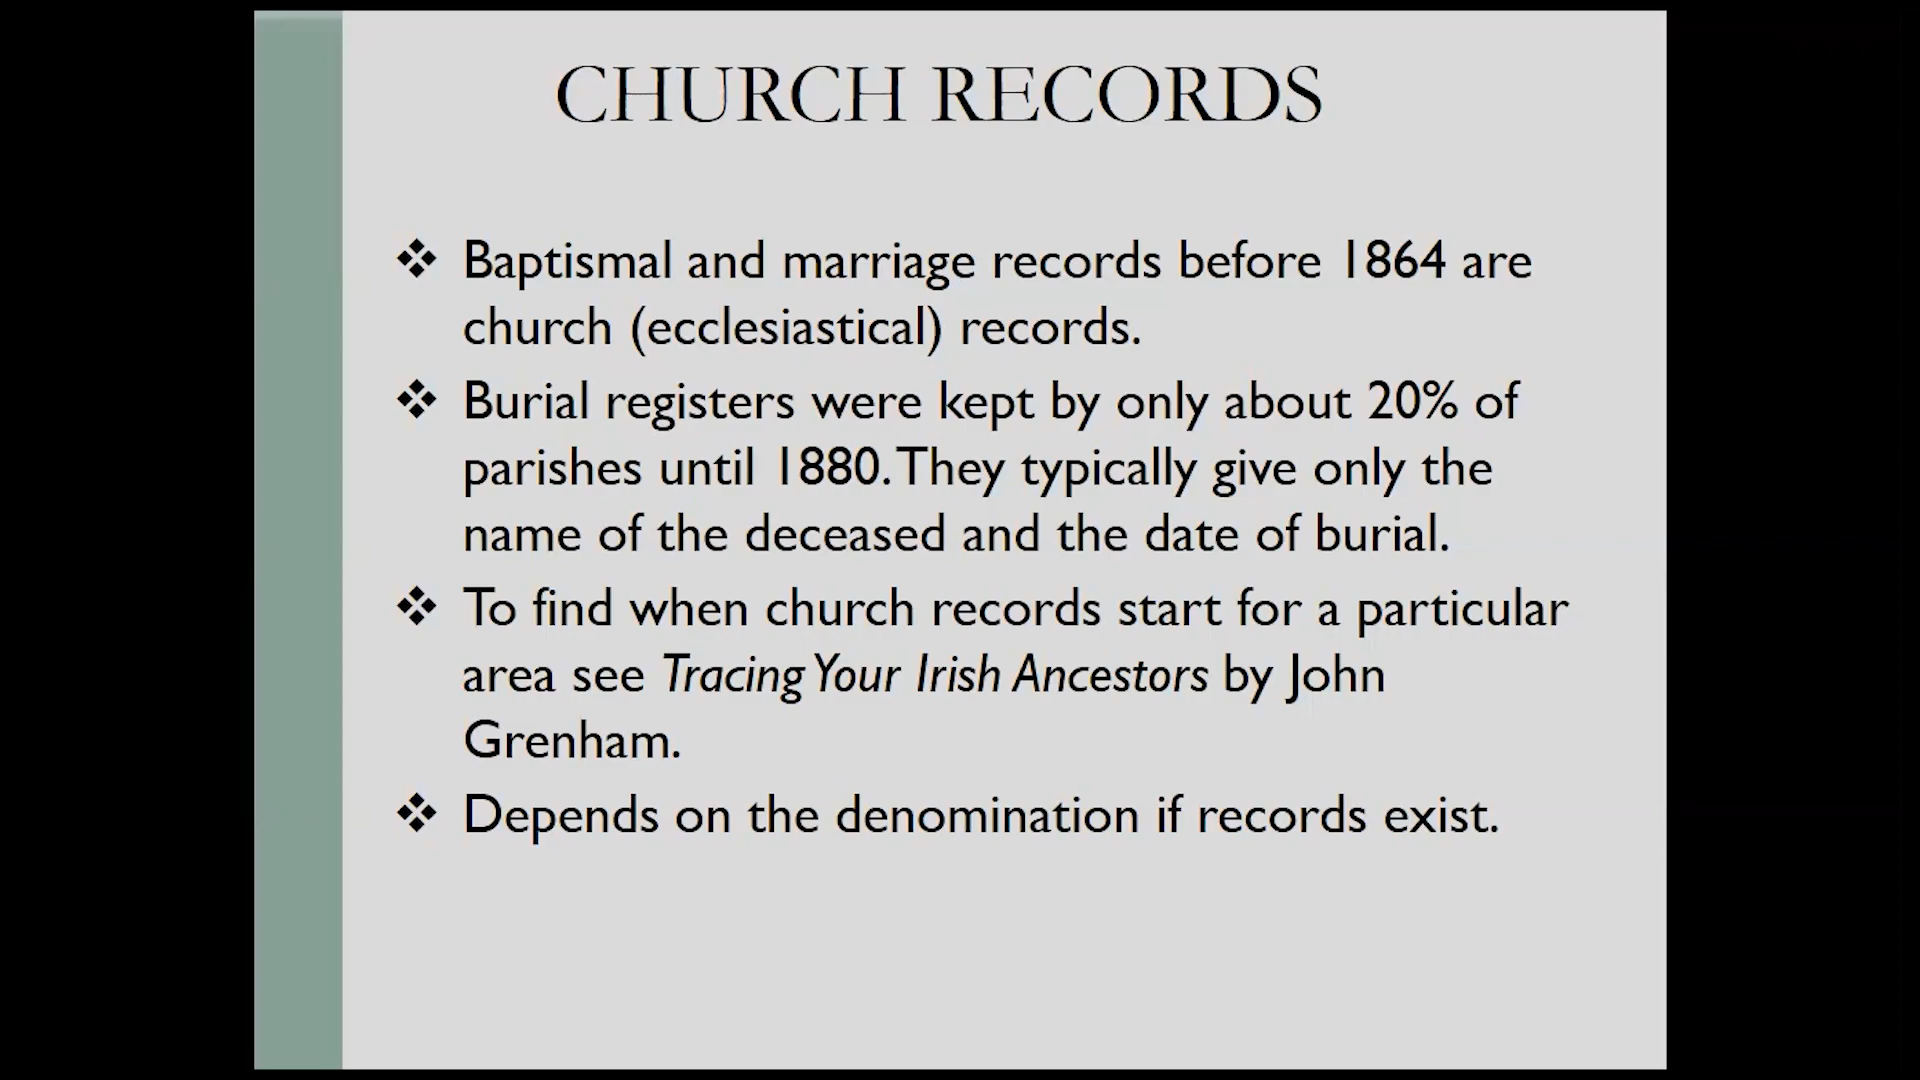 CHURCH RECORDS
❖ Baptismal and marriage records before 1864 are
church (ecclesiastical) records.
❖ Burial registers were kept by only about 20% of
parishes until 1880. They typically give only the
name of the deceased and the date of burial.
❖ To find when church records start for a particular
area see Tracing Your Irish Ancestors by John
Grenham.
❖ Depends on the denomination if records exist.